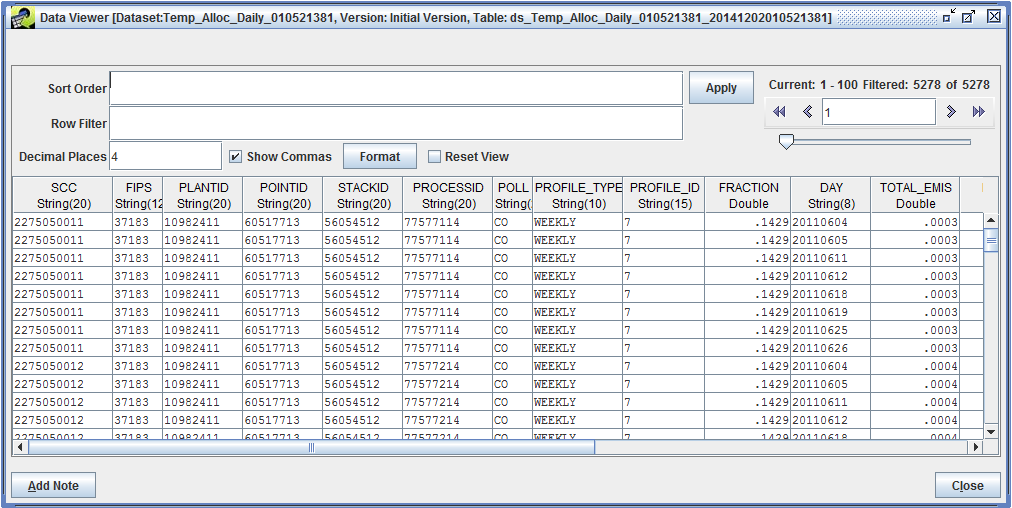 Data Viewer [Dataset:Temp_Alloc_Daily_010521381, Version: Initial Version, Table: ds_Temp_Alloc_Daily_010521381_20141202010521381]
Sort Order Apply Current: 1 - 100 Filtered: 5278 of 5278
Row Filter 1
Decimal Places 4 Show Commas Format Reset View
SCC FIPS PLANTID POINTID STACKID PROCESSID POLL PROFILE_TYPE PROFILE_ID FRACTION DAY TOTAL_EMIS
String(20) String(12 String(20) String(20) String(20) String(20) String( String(10) String(15) Double String(8) Double
2275050011 37183 10982411 60517713 56054512 77577114 CO WEEKLY 7 .1429 20110604 .0003
2275050011 37183 10982411 60517713 56054512 77577114 CO WEEKLY 7 .1429 20110605 .0003
2275050011 37183 10982411 60517713 56054512 77577114 CO WEEKLY 7 .1429 20110611 .0003
2275050011 37183 10982411 60517713 56054512 77577114 CO WEEKLY 7 .1429 20110612 .0003
2275050011 37183 10982411 60517713 56054512 77577114 CO WEEKLY 7 .1429 20110618 .0003
2275050011 37183 10982411 60517713 56054512 77577114 CO WEEKLY 7 .1429 20110619 .0003
2275050011 37183 10982411 60517713 56054512 77577114 CO WEEKLY 7 .1429 20110625 .0003
2275050011 37183 10982411 60517713 56054512 77577114 CO WEEKLY 7 .1429 20110626 .0003
2275050012 37183 10982411 60517713 56054512 77577214 CO WEEKLY 7 .1429 20110604 .0004
2275050012 37183 10982411 60517713 56054512 77577214 CO WEEKLY 7 .1429 20110605 .0004
2275050012 37183 10982411 60517713 56054512 77577214 CO WEEKLY 7 .1429 20110611 .0004
2275050012 37183 10982411 60517713 56054512 77577214 CO WEEKLY 7 .1429 20110612 .0004
2275050012 37183 10982411 60517713 56054512 77577214 CO WEEKLY 7 .1429 20110618 .0004
Add Note Close